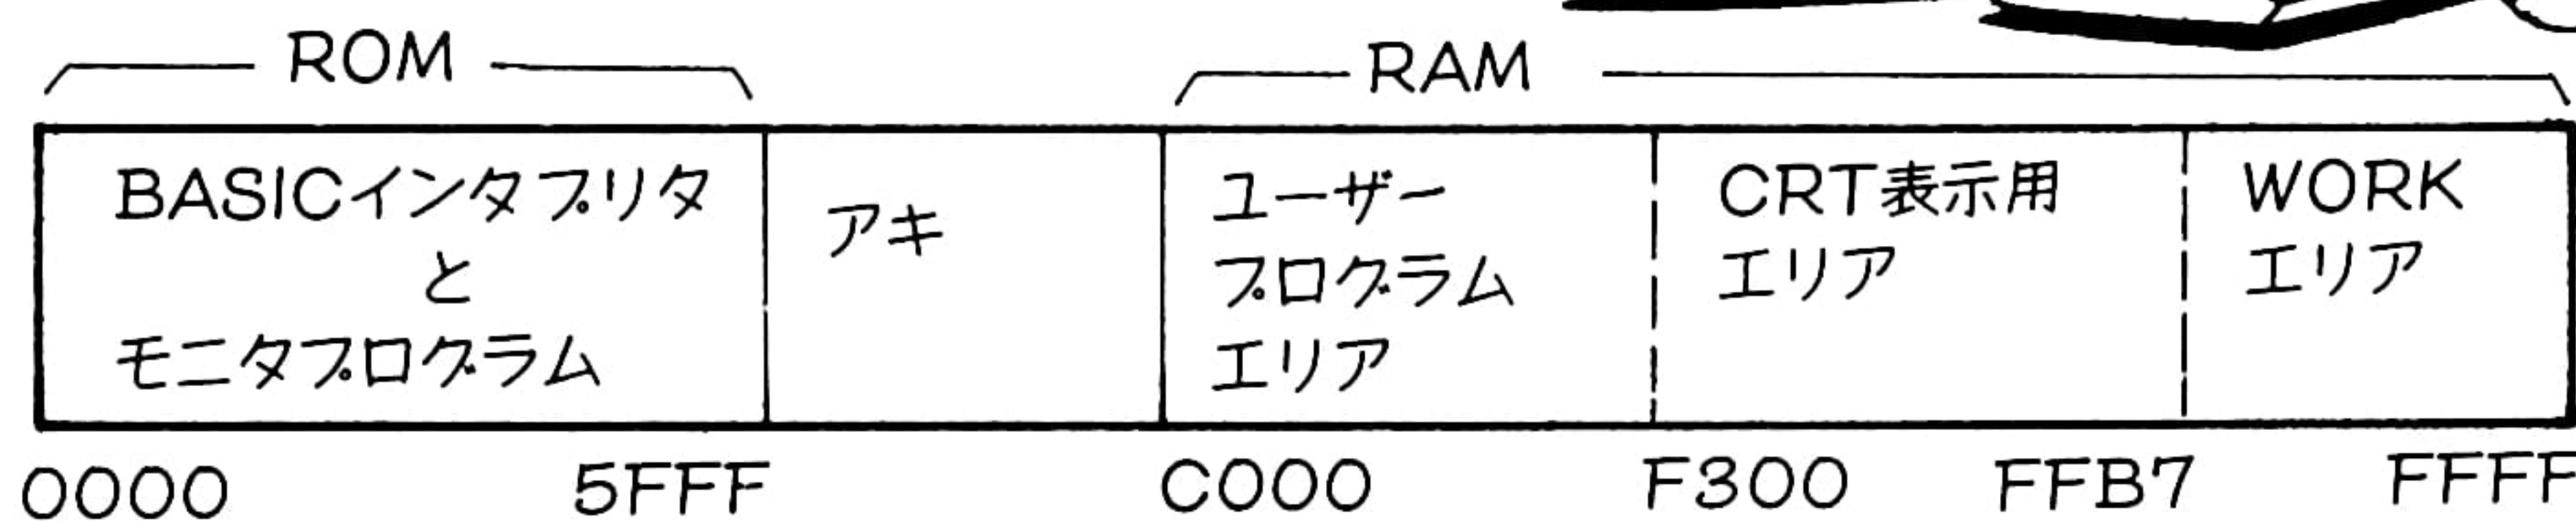 ROM RAM
BASICインタプリタ
と
モニタプログラム
アキ
ユーザー
プログラム
エリア
CRT表示用
エリア
WORK
エリア
0000 5FFF C000 F300 FFB7 FFFF